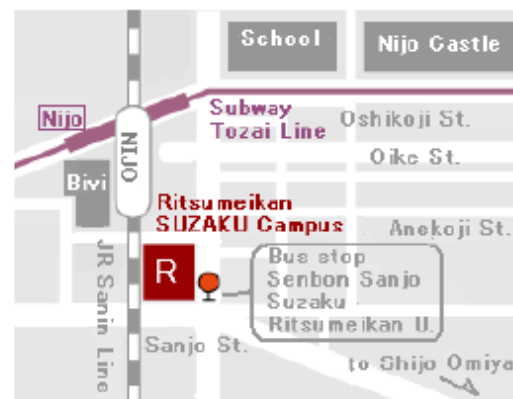 School
Nijo Castle
Nijo
Subway
Tozai Line
Oshikoji St.
NIJO
Oike St.
Bivi
Ritsumeikan
SUZAKU Campus
Anekoji St.
R
Bus stop
Senbon Sanjo
Suzaku
Ritsumeikan U.
JR Sanin Line
Sanjo St.
to Shijo Omiya